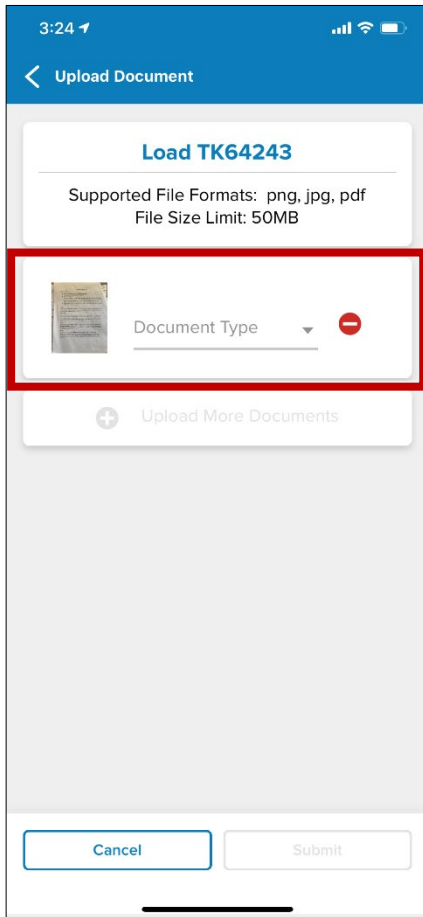 3:24
Upload Document
Load TK64243
Supported File Formats: png, jpg, pdf
File Size Limit: 50MB
Document Type
Upload More Documents
Cancel
Submit